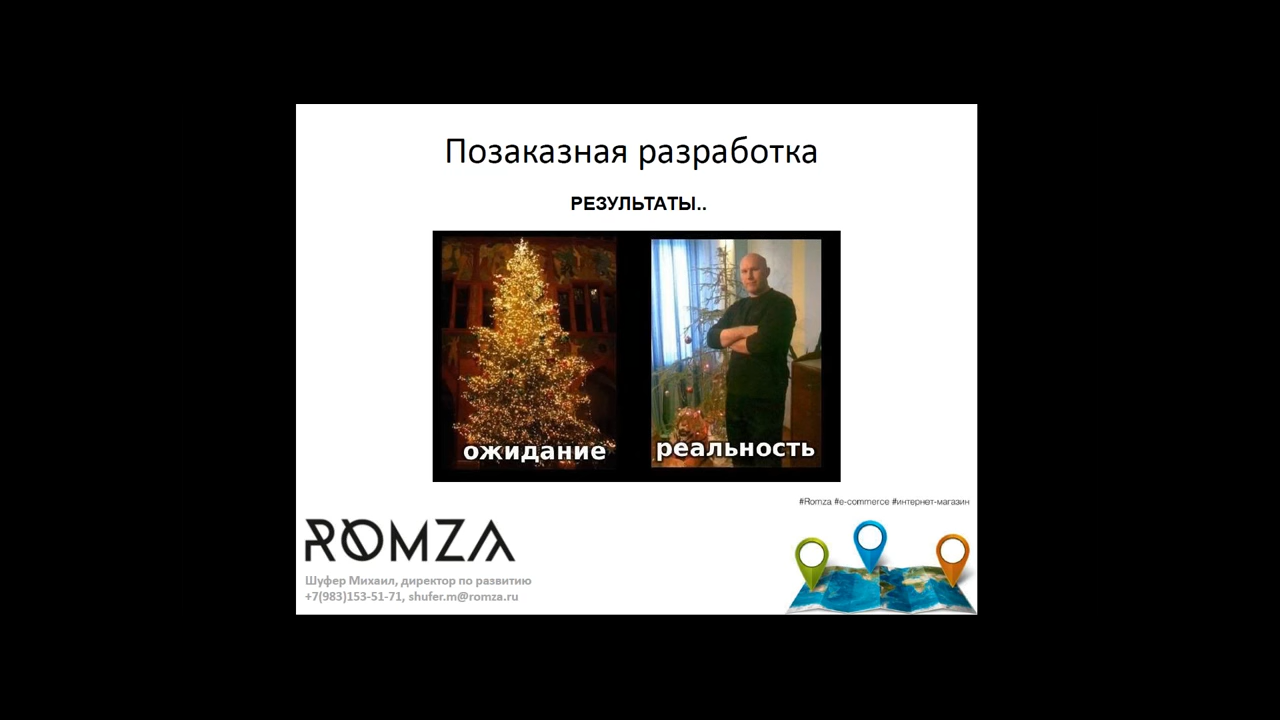 Позаказная разработка
РЕЗУЛЬТАТЫ..
ожидание
реальность
#Romza #e-commerce #интернет-магазин
ROMZA
Шуфер Михаил, директор по развитию
+7(983)153-51-71, shufer.m@romza.ru